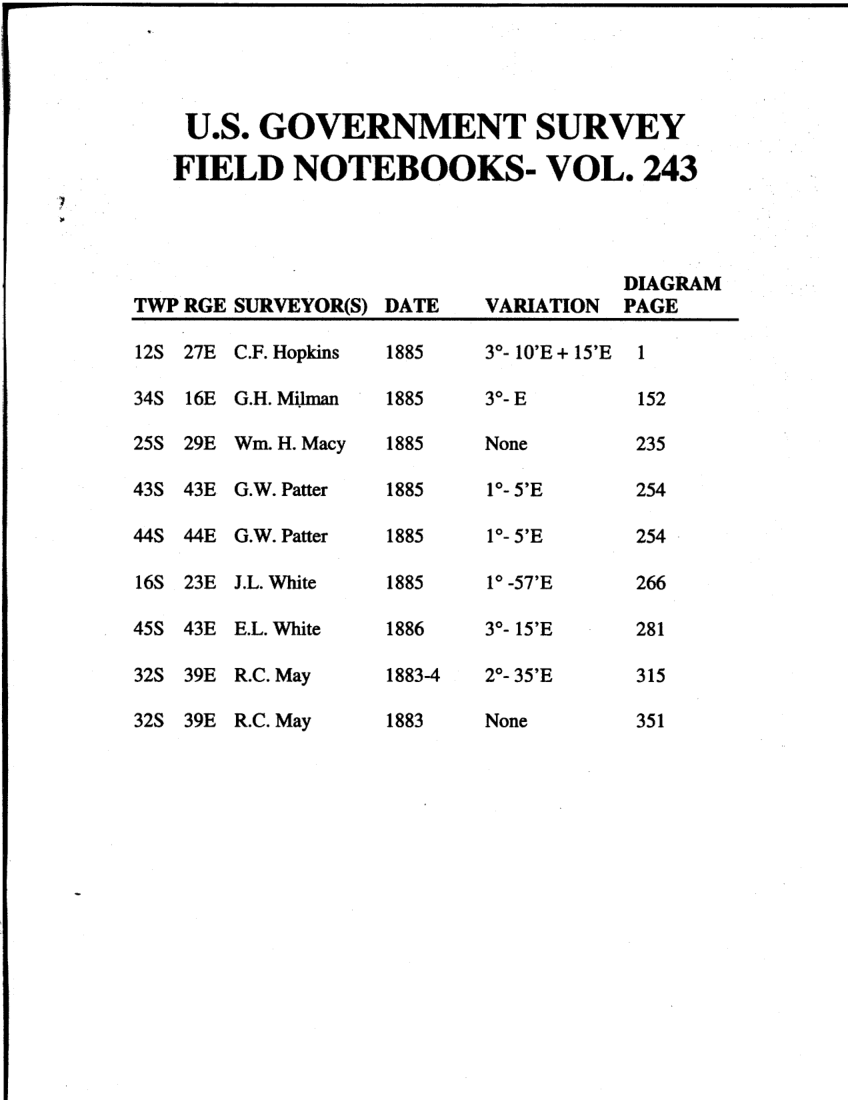 U.S. GOVERNMENT SURVEY
FIELD NOTEBOOKS- VOL. 243
DIAGRAM
TWP RGE SURVEYOR(S) DATE VARIATION PAGE
12S 27E C.F. Hopkins 1885 3°- 10'E + 15'E 1
34S 16E G.H. Milman 1885 3°- E 152
25S 29E Wm. H. Macy 1885 None 235
43S 43E G.W. Patter 1885 1°- 5'E 254
44S 44E G.W. Patter 1885 1°- 5'E 254
16S 23E J.L. White 1885 1° -57'E 266
45S 43E E.L. White 1886 3°- 15'E 281
32S 39E R.C. May 1883-4 2°- 35'E 315
32S 39E R.C. May 1883 None 351